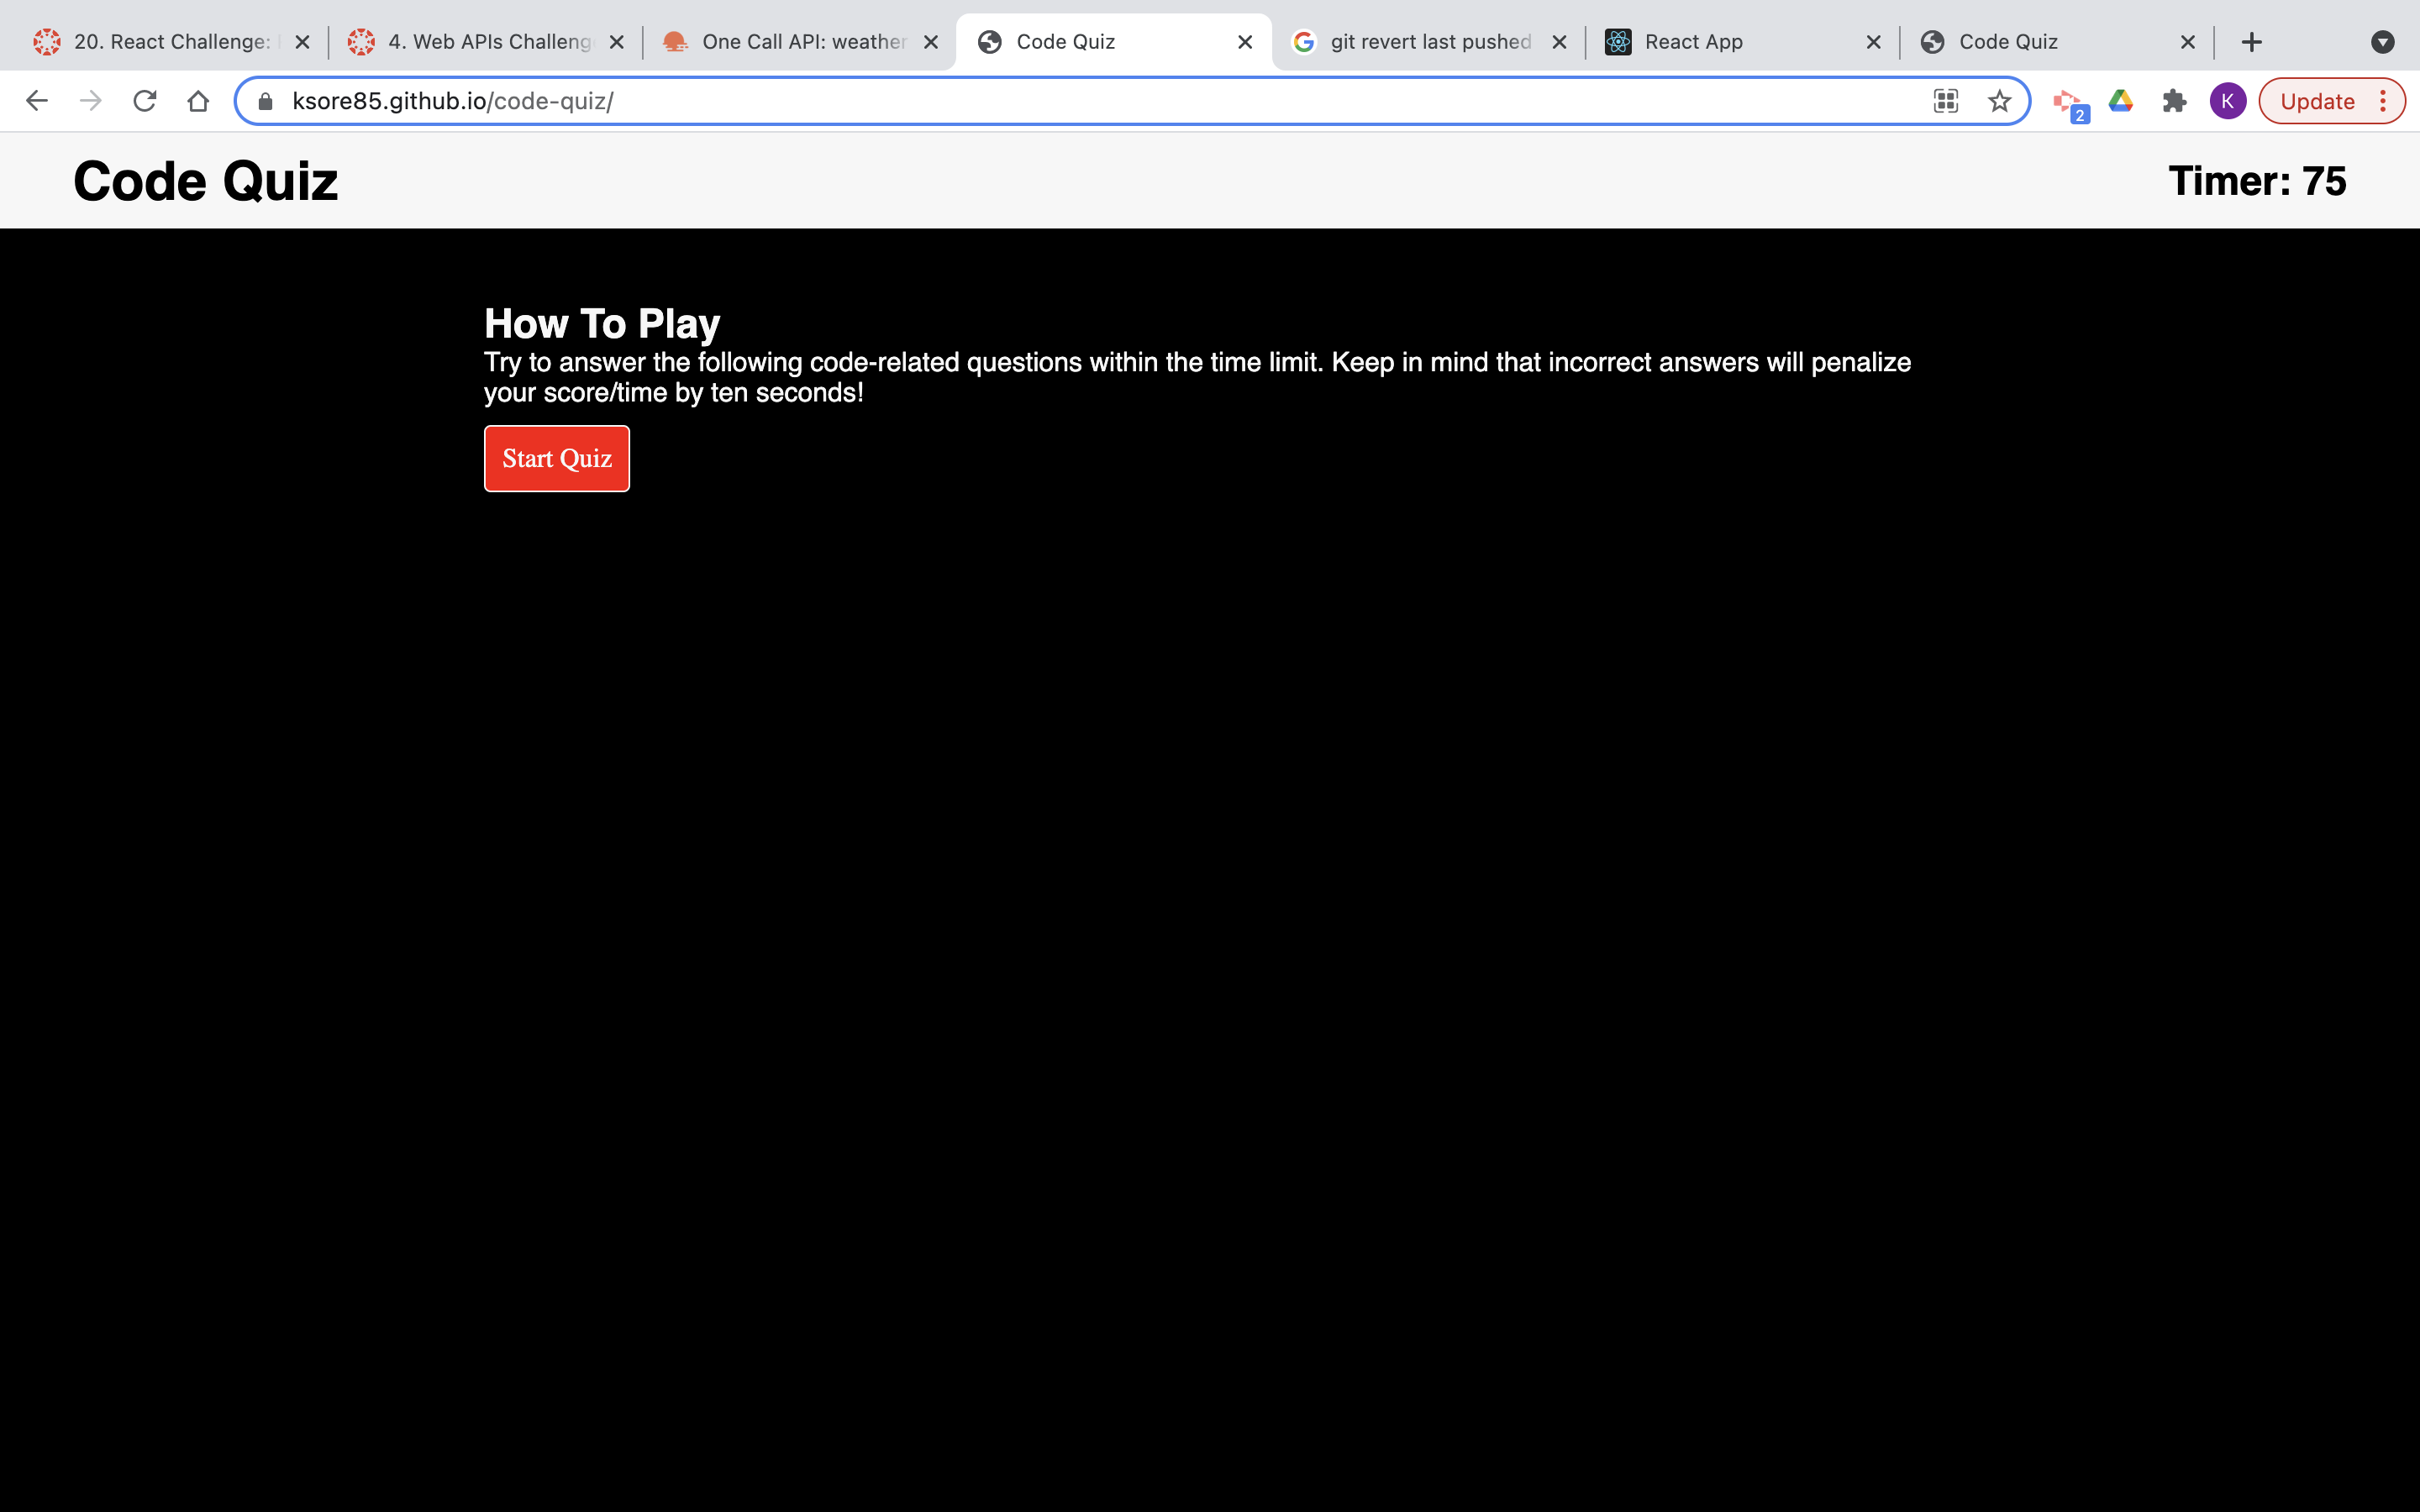 20. React Challenge:
4. Web APIs Challeng
One Call API: weather
Code Quiz
git revert last pushed
React App
Code Quiz
ksore85.github.io/code-quiz/
2
K
Update
Code Quiz
Timer: 75
How To Play
Try to answer the following code-related questions within the time limit. Keep in mind that incorrect answers will penalize
your score/time by ten seconds!
Start Quiz